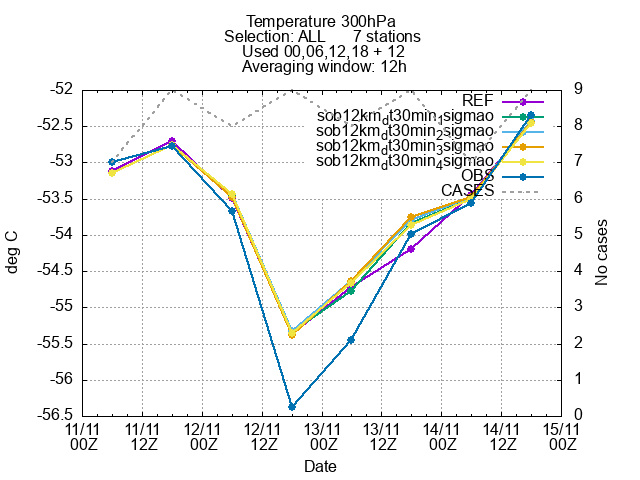 Temperature 300hPa
Selection: ALL 7 stations
Used 00,06,12,18 + 12
Averaging window: 12h
-52
-52.5
-53
-53.5
-54
-54.5
-55
-55.5
-56
-56.5
deg C
REF
sob12km_dt30min_1sigmao
sob12km_dt30min_2sigmao
sob12km_dt30min_3sigmao
sob12km_dt30min_4sigmao
OBS
CASES
9
8
7
6
5
4
3
2
1
0
No cases
11/11 11/11 12/11 12/11 13/11 13/11 14/11 14/11 15/11
00Z 12Z 00Z 12Z 00Z 12Z 00Z 12Z 00Z
Date